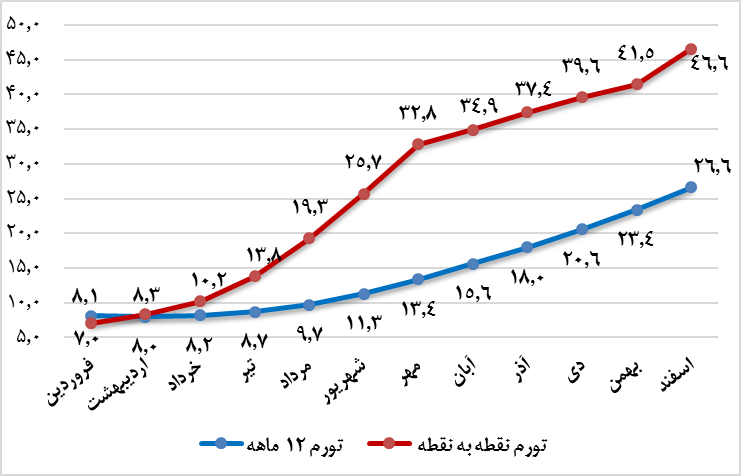 ۵۰,۰
۴۵,۰
۴۰,۰
۳۵,۰
۳۰,۰
۲۵,۰
۲۰,۰
۱۵,۰
۱۰,۰
۵,۰
۷,۰
۸,۳
۱۰,۲
۱۳,۸
۱۹,۳
۲۵,۷
۳۲,۸
۳۴,۹
۳۷,۴
۳۹,۶
۴۱,۵
۴۶,۶
۸,۱
۸,۰
۸,۲
۸,۷
۹,۷
۱۱,۳
۱۳,۴
۱۵,۶
۱۸,۰
۲۰,۶
۲۳,۴
۲۶,۶
فروردین
اردیبهشت
خرداد
تیر
مرداد
شهریور
مهر
آبان
آذر
دی
بهمن
اسفند
تورم ۱۲ ماهه
تورم نقطه به نقطه